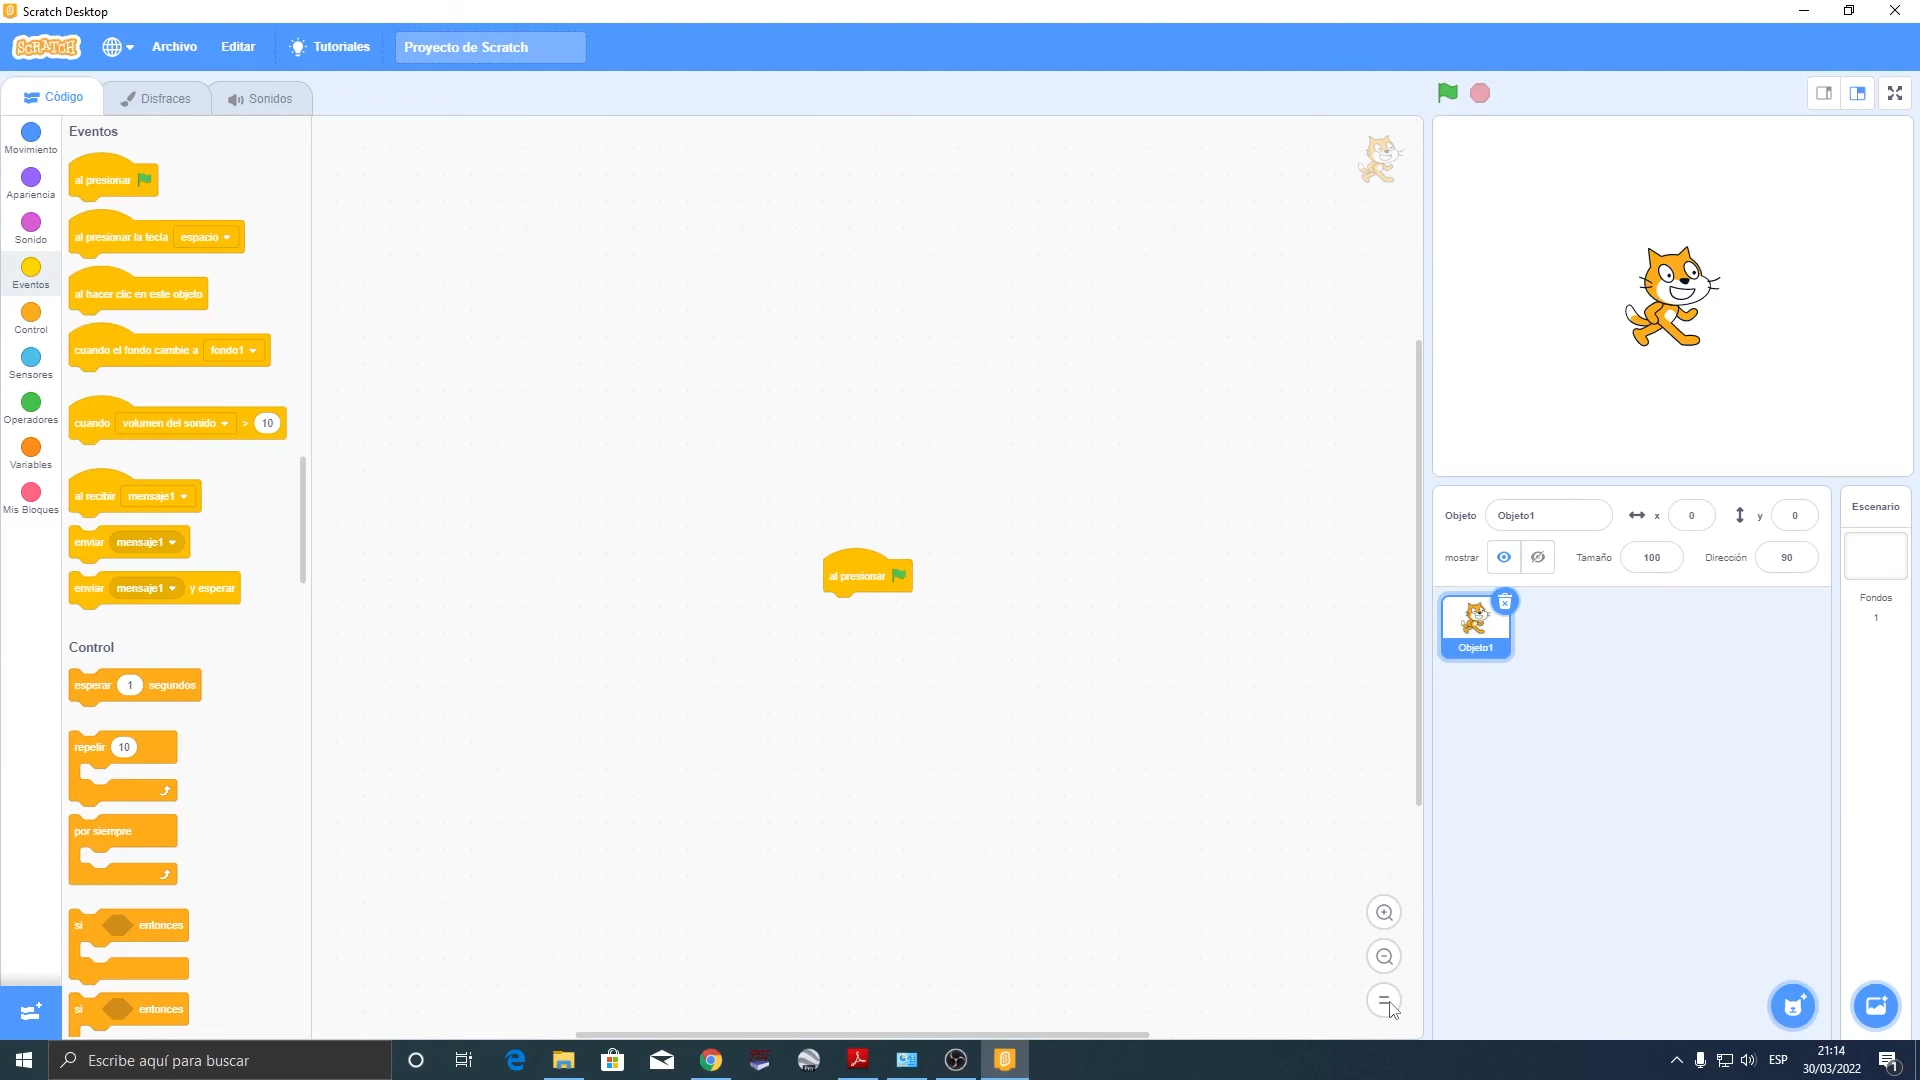 Scratch Desktop
SCRATCH
Archivo
Editar
Tutoriales
Proyecto de Scratch
Código
Disfraces
Sonidos
Movimiento
Apariencia
Sonido
Eventos
Control
Sensores
Operadores
Variables
Mis Bloques
Eventos
al presionar
al presionar la tecla espacio
al hacer clic en este objeto
cuando el fondo cambie a fondo1
cuando volumen del sonido > 10
al recibir mensaje1
enviar mensaje1
enviar mensaje1 y esperar
Control
esperar 1 segundos
repetir 10
por siempre
si entonces
si entonces
al presionar
Objeto Objeto1 x 0 y 0
mostrar Tamaño 100 Dirección 90
Objeto1
Escenario
Fondos
1
Escribe aquí para buscar
ESP
21:14
30/03/2022
1